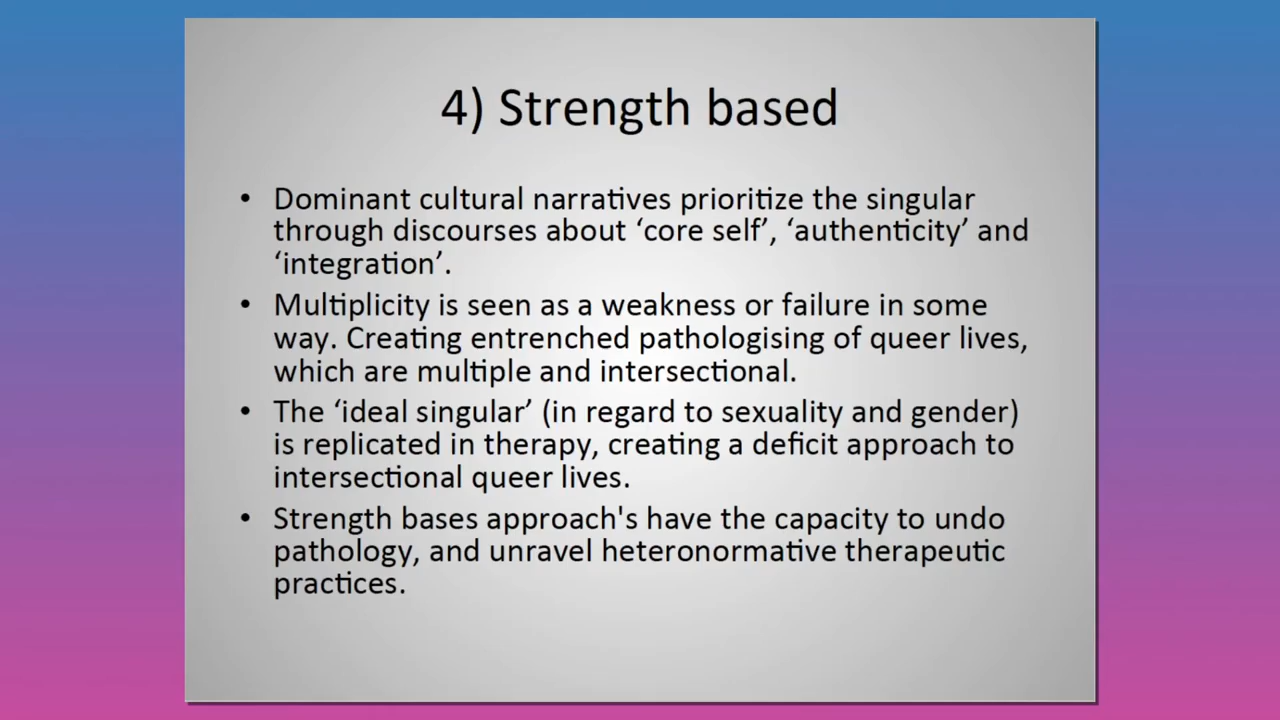 4) Strength based
• Dominant cultural narratives prioritize the singular
through discourses about ‘core self’, ‘authenticity’ and
‘integration’.
• Multiplicity is seen as a weakness or failure in some
way. Creating entrenched pathologising of queer lives,
which are multiple and intersectional.
• The ‘ideal singular’ (in regard to sexuality and gender)
is replicated in therapy, creating a deficit approach to
intersectional queer lives.
• Strength bases approach's have the capacity to undo
pathology, and unravel heteronormative therapeutic
practices.